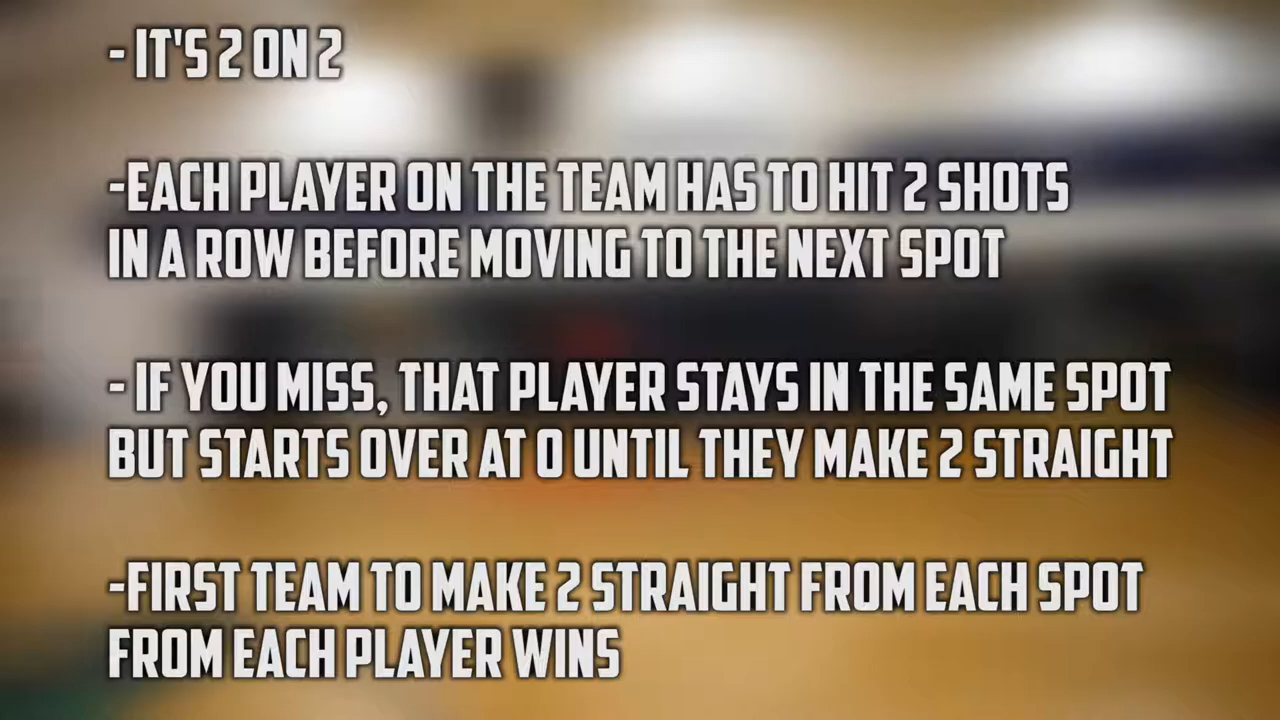 - IT'S 2 ON 2
-EACH PLAYER ON THE TEAM HAS TO HIT 2 SHOTS
IN A ROW BEFORE MOVING TO THE NEXT SPOT
- IF YOU MISS, THAT PLAYER STAYS IN THE SAME SPOT
BUT STARTS OVER AT 0 UNTIL THEY MAKE 2 STRAIGHT
-FIRST TEAM TO MAKE 2 STRAIGHT FROM EACH SPOT
FROM EACH PLAYER WINS